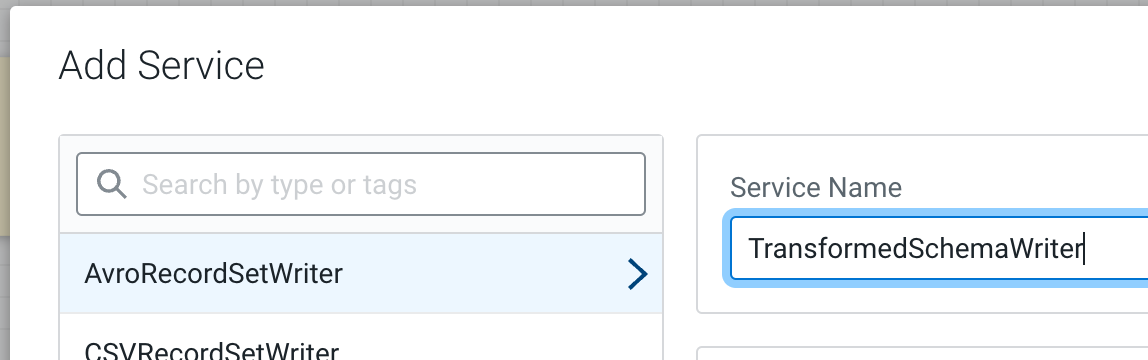 Add Service
Search by type or tags
AvroRecordSetWriter
CSVRecordSetWriter
Service Name
TransformedSchemaWriter